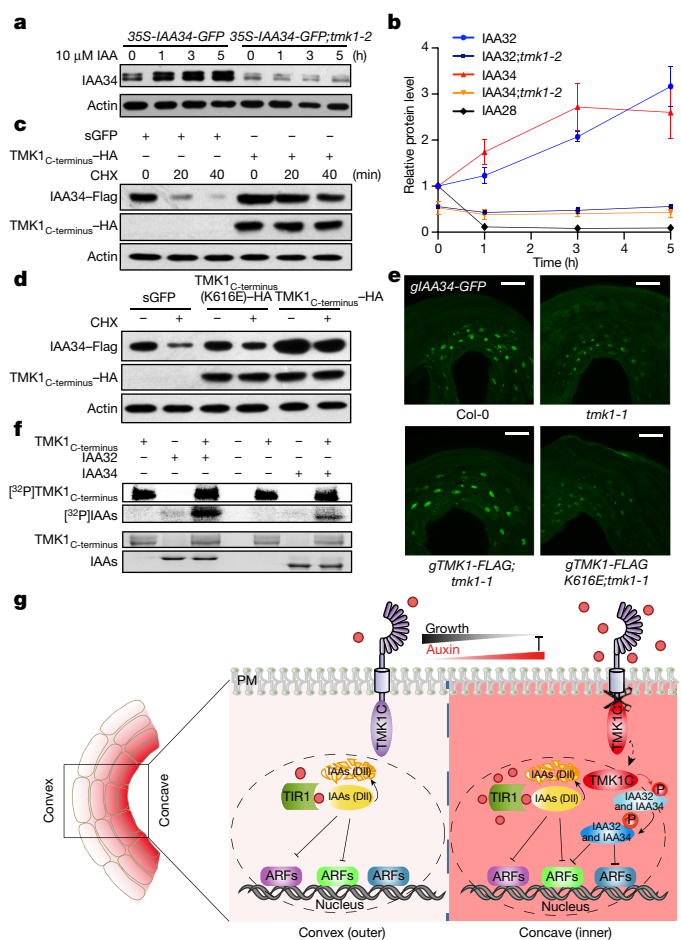 a
35S-IAA34-GFP 35S-IAA34-GFP;tmk1-2
10 µM IAA 0 1 3 5 0 1 3 5 (h)
IAA34
Actin
b
IAA32
IAA32;tmk1-2
IAA34
IAA34;tmk1-2
IAA28
Relative protein level
4
3
2
1
0
0 1 2 3 4 5
Time (h)
c
sGFP + + + – – –
TMK1C-terminus–HA – – – + + +
CHX 0 20 40 0 20 40 (min)
IAA34–Flag
TMK1C-terminus–HA
Actin
d
TMK1C-terminus
sGFP (K616E)–HA TMK1C-terminus–HA
CHX – + – + – +
IAA34–Flag
TMK1C-terminus–HA
Actin
e
gIAA34-GFP
Col-0 tmk1-1
gTMK1-FLAG;
tmk1-1
gTMK1-FLAG
K616E;tmk1-1
f
TMK1C-terminus + – + – + – +
IAA32 – + + – – – –
IAA34 – – – – – + +
[32P]TMK1C-terminus
[32P]IAAs
TMK1C-terminus
IAAs
g
Growth
Auxin
PM
Convex
Concave
TMK1C
IAAs (DII)
TIR1 IAAs (DII)
ARFs ARFs ARFs
Nucleus
Convex (outer)
TMK1C
TMK1C
P
IAAs (DII)
TIR1 IAAs (DII)
IAA32
and IAA34
P
IAA32
and IAA34
ARFs ARFs ARFs
Nucleus
Concave (inner)